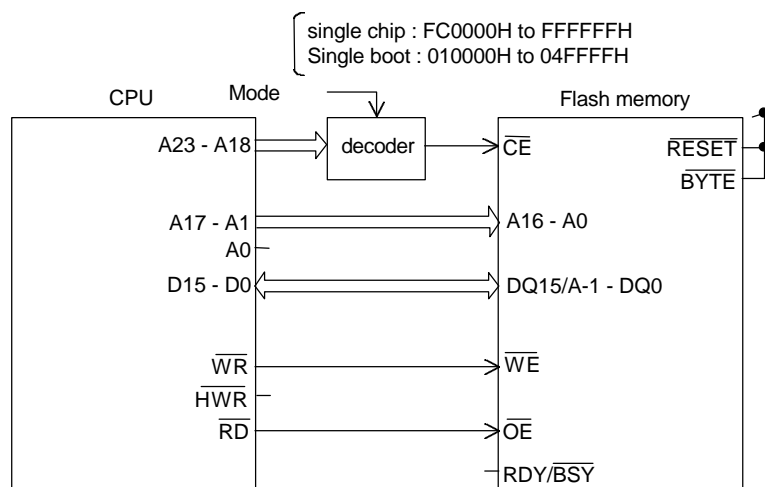 single chip : FC0000H to FFFFFFH
Single boot : 010000H to 04FFFFH
CPU
Mode
Flash memory
A23 - A18
decoder
CE
RESET
BYTE
A17 - A1
A16 - A0
A0
D15 - D0
DQ15/A-1 - DQ0
WR
WE
HWR
RD
OE
RDY/BSY